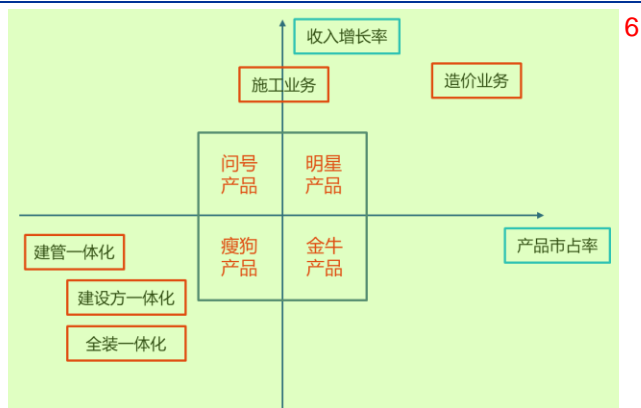 6
收入增长率
施工业务
造价业务
问号
产品
明星
产品
产品市占率
建管一体化
瘦狗
产品
金牛
产品
建设方一体化
全装一体化